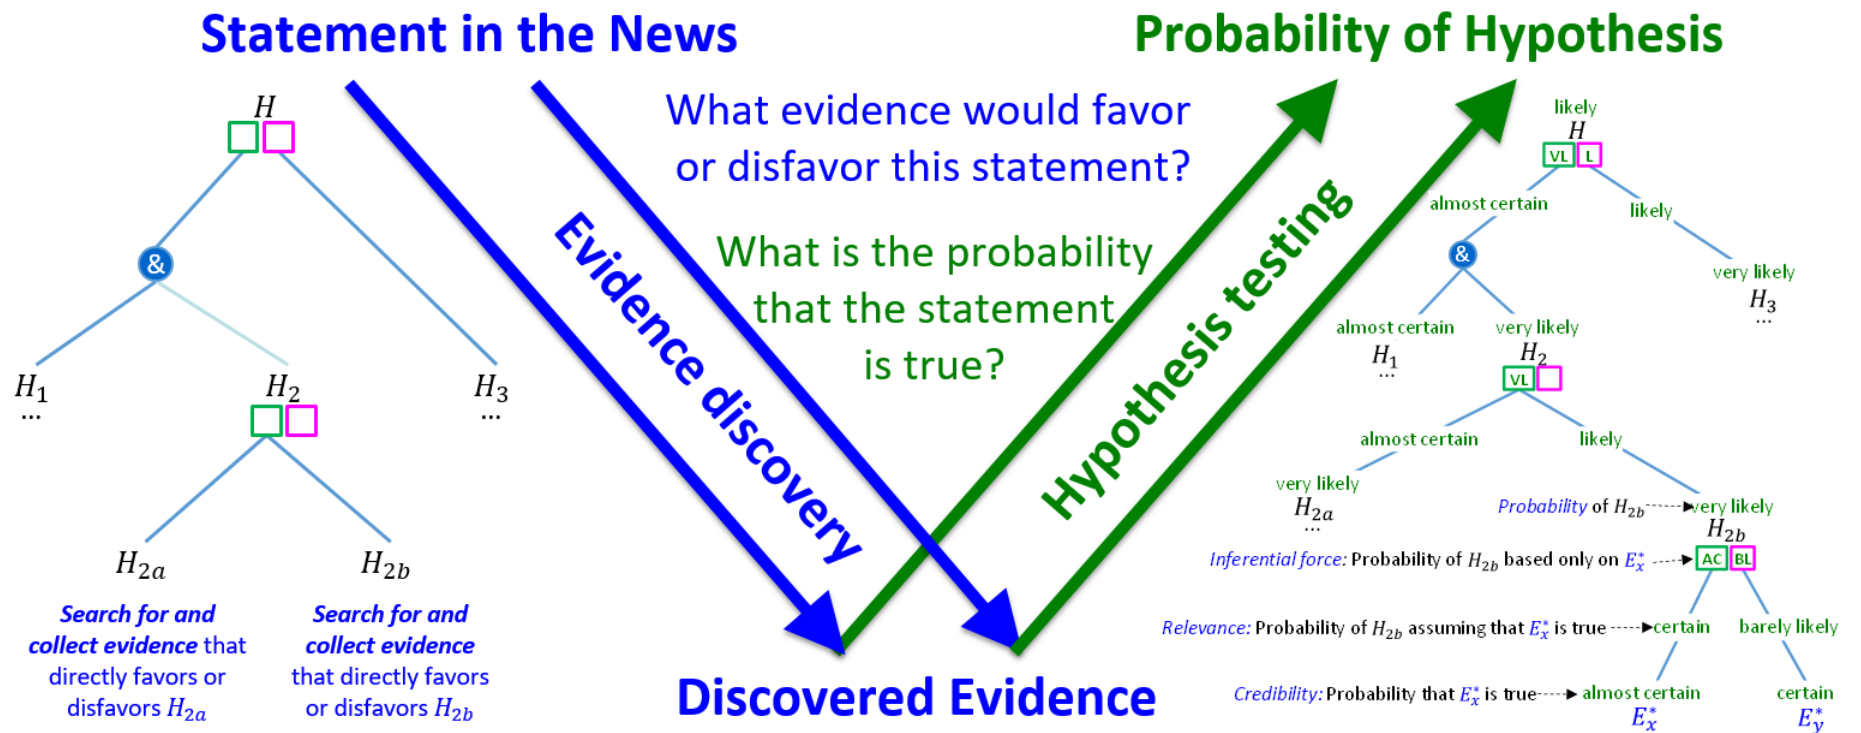 Statement in the News
Probability of Hypothesis
H
&
H₁
...
H₂
H₃
...
H₂ₐ
H₂b
Search for and
collect evidence that
directly favors or
disfavors H₂ₐ
Search for and
collect evidence
that directly favors
or disfavors H₂b
What evidence would favor
or disfavor this statement?
What is the probability
that the statement
is true?
Evidence discovery
Hypothesis testing
Discovered Evidence
likely
H
VL L
almost certain
likely
&
very likely
H₃
...
almost certain
H₁
...
very likely
H₂
VL
almost certain
likely
very likely
H₂ₐ
...
Probability of H₂b very likely
H₂b
Inferential force: Probability of H₂b based only on Eₓ* AC BL
Relevance: Probability of H₂b assuming that Eₓ* is true certain barely likely
Credibility: Probability that Eₓ* is true almost certain certain
Eₓ* Eᵧ*